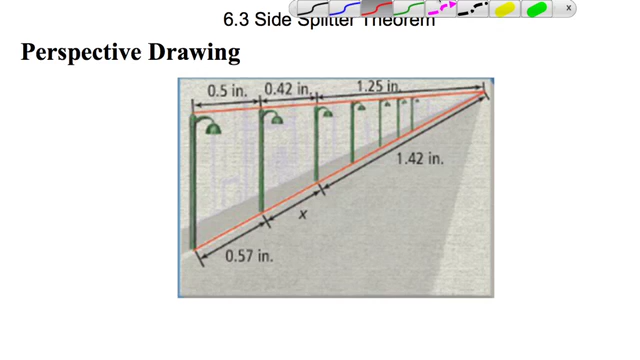 6.3 Side Splitter Theorem
x
Perspective Drawing
0.5 in.
0.42 in.
1.25 in.
1.42 in.
x
0.57 in.